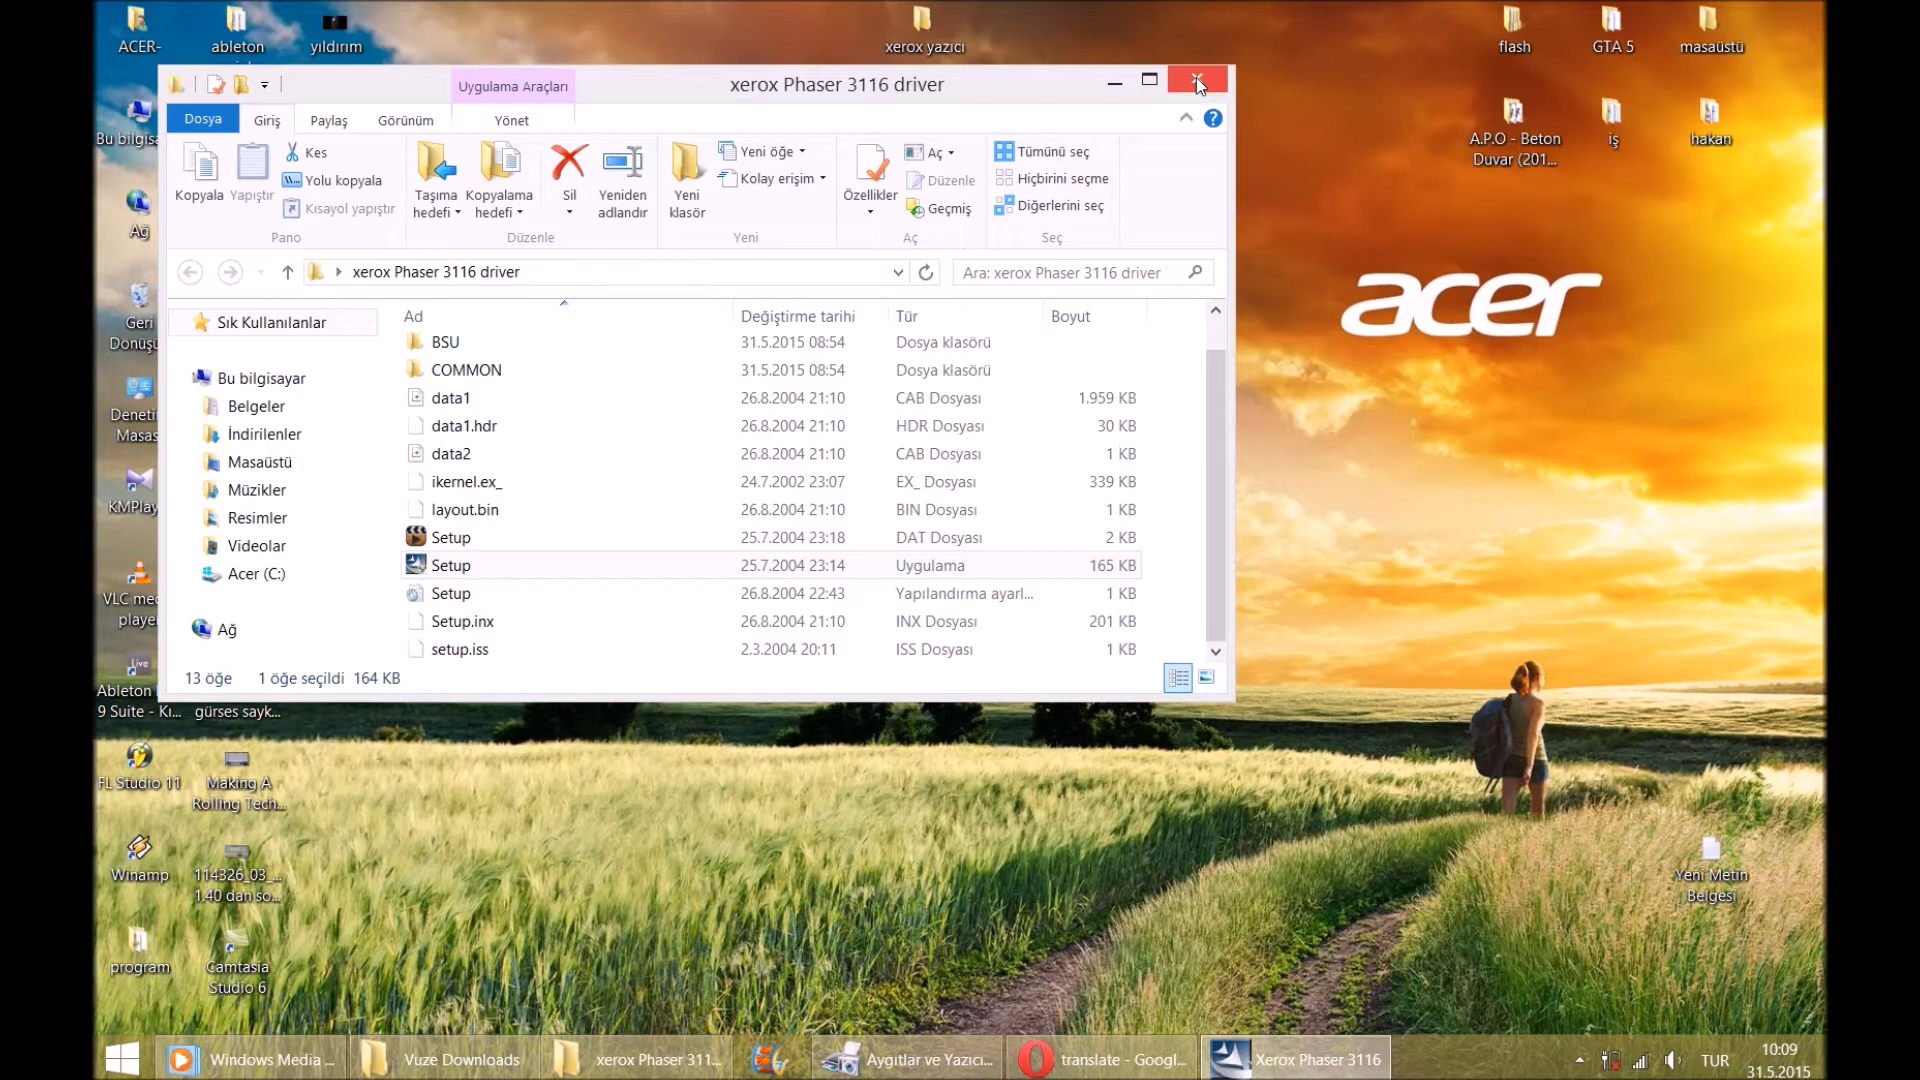 ACER-
ableton
yıldırım
xerox yazıcı
flash
GTA 5
masaüstü
Uygulama Araçları
xerox Phaser 3116 driver
Dosya
Giriş
Paylaş
Görünüm
Yönet
Kopyala
Yapıştır
Kes
Yolu kopyala
Kısayol yapıştır
Pano
Taşıma
hedefi
Kopyalama
hedefi
Sil
Yeniden
adlandır
Düzenle
Yeni
klasör
Yeni öğe
Kolay erişim
Yeni
Özellikler
Aç
Düzenle
Geçmiş
Aç
Tümünü seç
Hiçbirini seçme
Diğerlerini seç
Seç
xerox Phaser 3116 driver
Ara: xerox Phaser 3116 driver
Ad
Değiştirme tarihi
Tür
Boyut
BSU 31.5.2015 08:54 Dosya klasörü
COMMON 31.5.2015 08:54 Dosya klasörü
data1 26.8.2004 21:10 CAB Dosyası 1.959 KB
data1.hdr 26.8.2004 21:10 HDR Dosyası 30 KB
data2 26.8.2004 21:10 CAB Dosyası 1 KB
ikernel.ex_ 24.7.2002 23:07 EX_ Dosyası 339 KB
layout.bin 26.8.2004 21:10 BIN Dosyası 1 KB
Setup 25.7.2004 23:18 DAT Dosyası 2 KB
Setup 25.7.2004 23:14 Uygulama 165 KB
Setup 26.8.2004 22:43 Yapılandırma ayarl... 1 KB
Setup.inx 26.8.2004 21:10 INX Dosyası 201 KB
setup.iss 2.3.2004 20:11 ISS Dosyası 1 KB
Sık Kullanılanlar
Bu bilgisayar
Belgeler
İndirilenler
Masaüstü
Müzikler
Resimler
Videolar
Acer (C:)
Ağ
13 öğe 1 öğe seçildi 164 KB
Bu bilgisa
Ağ
Geri
Dönüşü
Denetim
Masas
KMPlay
VLC med
player
Live
Ableton
9 Suite - Kı...
gürses sayk...
FL Studio 11
Making A
Rolling Tech...
Winamp
114326_03_...
1.40 dan so...
program
Camtasia
Studio 6
A.P.O - Beton
Duvar (201...
iş
hakan
acer
Yeni Metin
Belgesi
Windows Media ...
Vuze Downloads
xerox Phaser 311...
Aygıtlar ve Yazıcı...
translate - Googl...
Xerox Phaser 3116
TUR
10:09
31.5.2015